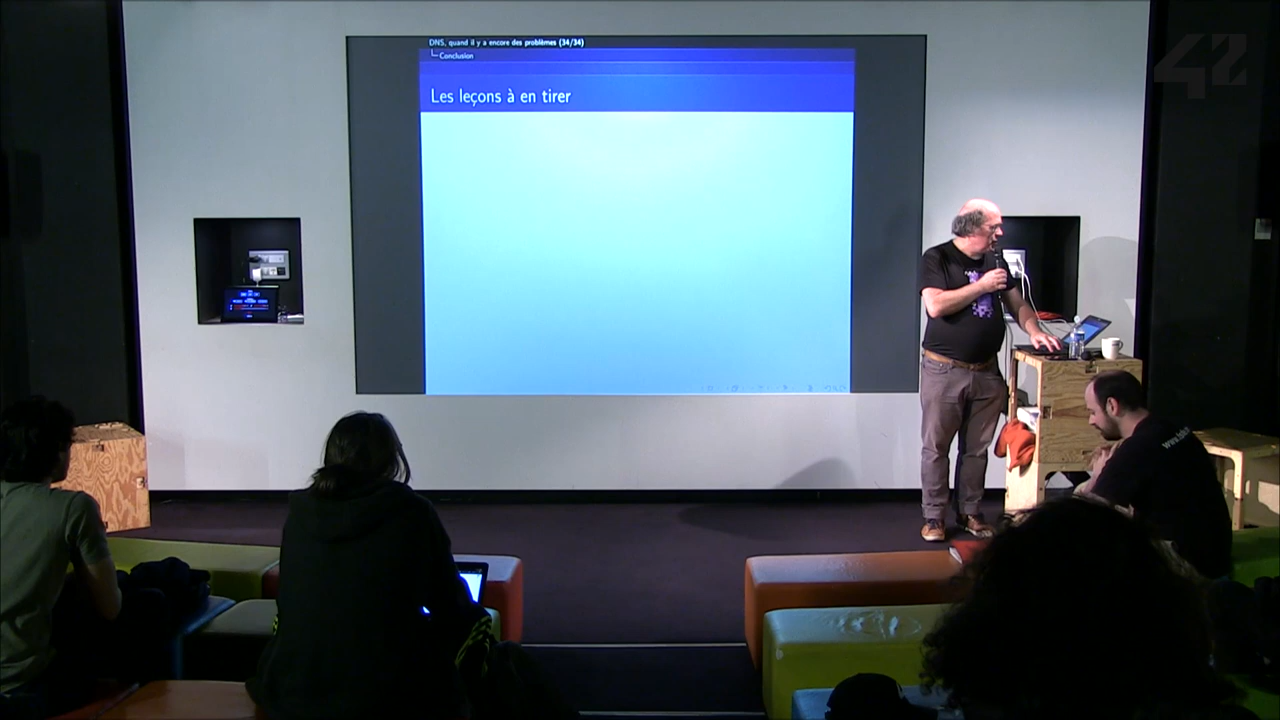 DNS, quand il y a encore des problèmes (34/34)
Conclusion
Les leçons à en tirer
42